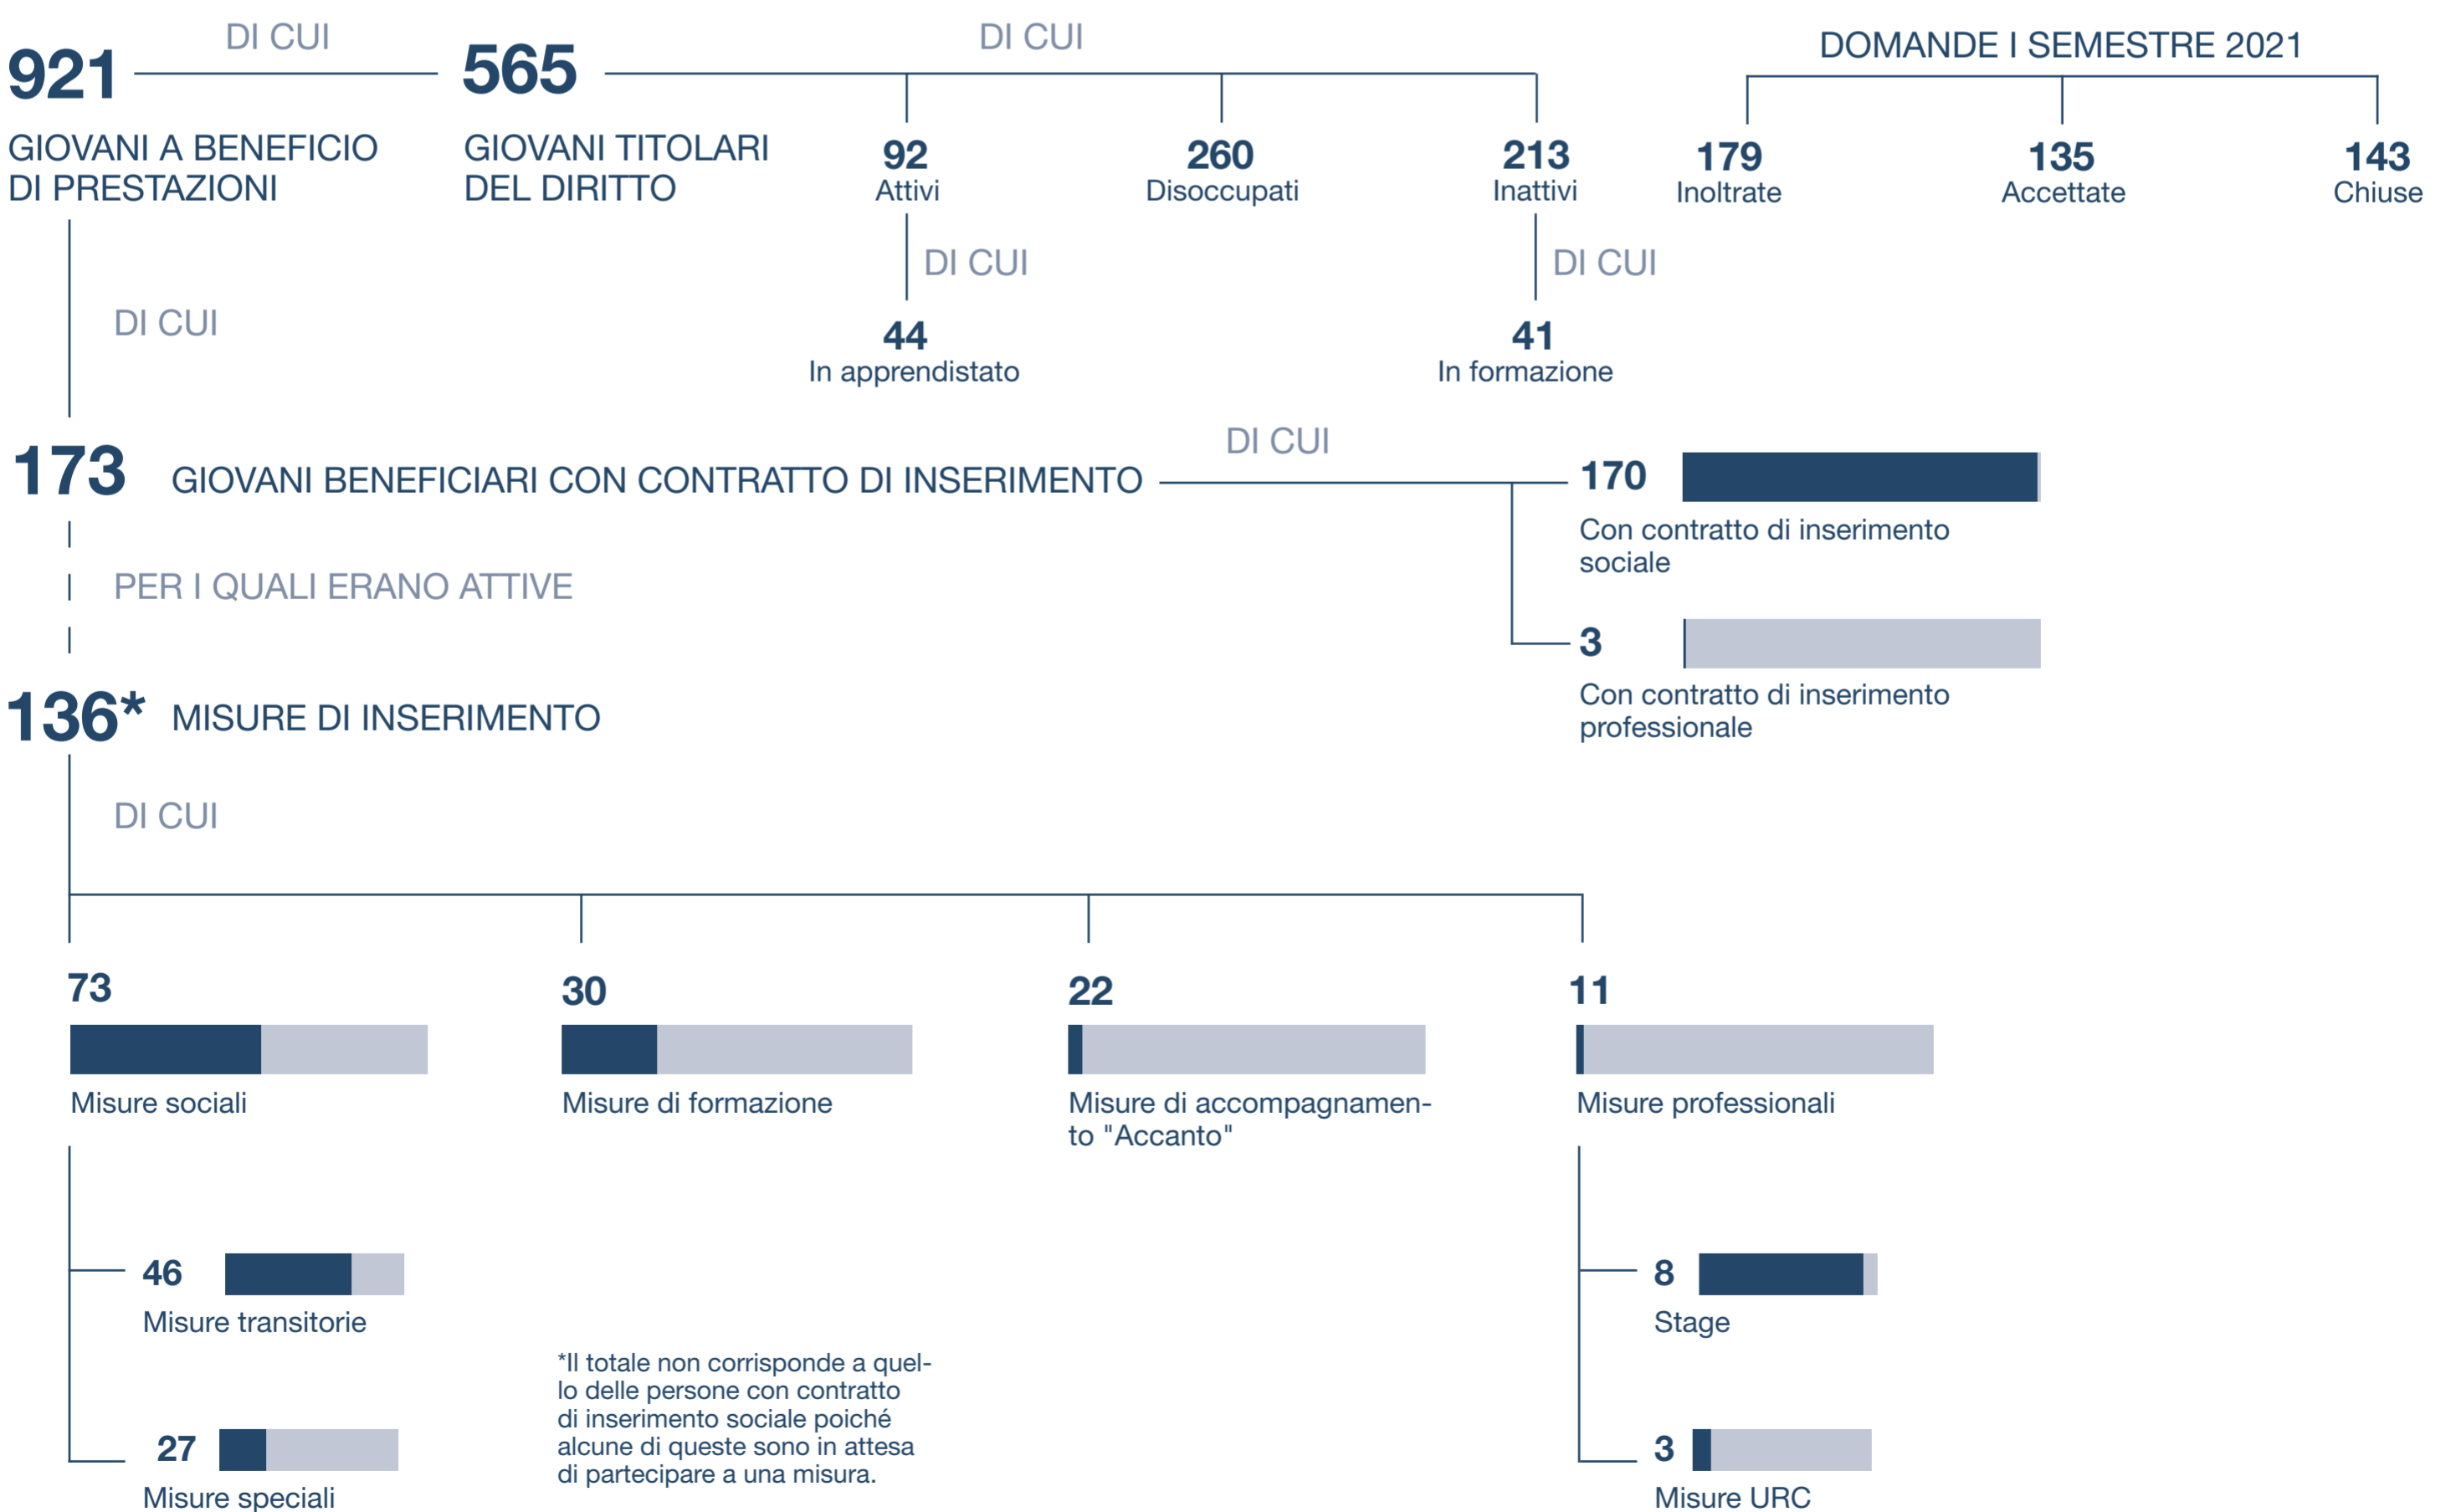 921
DI CUI
565
DI CUI
DOMANDE I SEMESTRE 2021
GIOVANI A BENEFICIO
DI PRESTAZIONI
GIOVANI TITOLARI
DEL DIRITTO
92
Attivi
260
Disoccupati
213
Inattivi
179
Inoltrate
135
Accettate
143
Chiuse
DI CUI
DI CUI
DI CUI
44
In apprendistato
41
In formazione
173
GIOVANI BENEFICIARI CON CONTRATTO DI INSERIMENTO
DI CUI
170
Con contratto di inserimento
sociale
PER I QUALI ERANO ATTIVE
3
Con contratto di inserimento
professionale
136*
MISURE DI INSERIMENTO
DI CUI
73
Misure sociali
30
Misure di formazione
22
Misure di accompagnamen-
to "Accanto"
11
Misure professionali
46
Misure transitorie
27
Misure speciali
*Il totale non corrisponde a quel-
lo delle persone con contratto
di inserimento sociale poiché
alcune di queste sono in attesa
di partecipare a una misura.
8
Stage
3
Misure URC